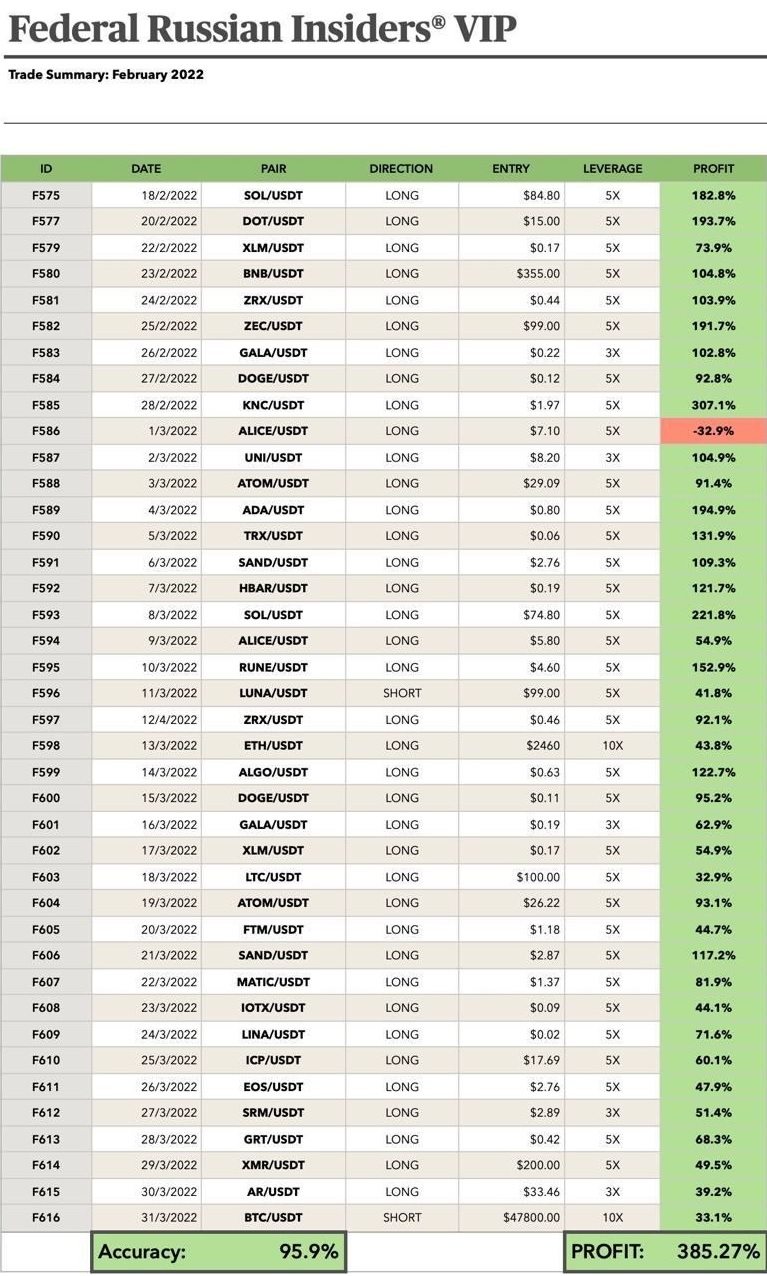 Federal Russian Insiders® VIP
Trade Summary: February 2022
ID DATE PAIR DIRECTION ENTRY LEVERAGE PROFIT
F575 18/2/2022 SOL/USDT LONG $84.80 5X 182.8%
F577 20/2/2022 DOT/USDT LONG $15.00 5X 193.7%
F579 22/2/2022 XLM/USDT LONG $0.17 5X 73.9%
F580 23/2/2022 BNB/USDT LONG $355.00 5X 104.8%
F581 24/2/2022 ZRX/USDT LONG $0.44 5X 103.9%
F582 25/2/2022 ZEC/USDT LONG $99.00 5X 191.7%
F583 26/2/2022 GALA/USDT LONG $0.22 3X 102.8%
F584 27/2/2022 DOGE/USDT LONG $0.12 5X 92.8%
F585 28/2/2022 KNC/USDT LONG $1.97 5X 307.1%
F586 1/3/2022 ALICE/USDT LONG $7.10 5X -32.9%
F587 2/3/2022 UNI/USDT LONG $8.20 3X 104.9%
F588 3/3/2022 ATOM/USDT LONG $29.09 5X 91.4%
F589 4/3/2022 ADA/USDT LONG $0.80 5X 194.9%
F590 5/3/2022 TRX/USDT LONG $0.06 5X 131.9%
F591 6/3/2022 SAND/USDT LONG $2.76 5X 109.3%
F592 7/3/2022 HBAR/USDT LONG $0.19 5X 121.7%
F593 8/3/2022 SOL/USDT LONG $74.80 5X 221.8%
F594 9/3/2022 ALICE/USDT LONG $5.80 5X 54.9%
F595 10/3/2022 RUNE/USDT LONG $4.60 5X 152.9%
F596 11/3/2022 LUNA/USDT SHORT $99.00 5X 41.8%
F597 12/4/2022 ZRX/USDT LONG $0.46 5X 92.1%
F598 13/3/2022 ETH/USDT LONG $2460 10X 43.8%
F599 14/3/2022 ALGO/USDT LONG $0.63 5X 122.7%
F600 15/3/2022 DOGE/USDT LONG $0.11 5X 95.2%
F601 16/3/2022 GALA/USDT LONG $0.19 3X 62.9%
F602 17/3/2022 XLM/USDT LONG $0.17 5X 54.9%
F603 18/3/2022 LTC/USDT LONG $100.00 5X 32.9%
F604 19/3/2022 ATOM/USDT LONG $26.22 5X 93.1%
F605 20/3/2022 FTM/USDT LONG $1.18 5X 44.7%
F606 21/3/2022 SAND/USDT LONG $2.87 5X 117.2%
F607 22/3/2022 MATIC/USDT LONG $1.37 5X 81.9%
F608 23/3/2022 IOTX/USDT LONG $0.09 5X 44.1%
F609 24/3/2022 LINA/USDT LONG $0.02 5X 71.6%
F610 25/3/2022 ICP/USDT LONG $17.69 5X 60.1%
F611 26/3/2022 EOS/USDT LONG $2.76 5X 47.9%
F612 27/3/2022 SRM/USDT LONG $2.89 3X 51.4%
F613 28/3/2022 GRT/USDT LONG $0.42 5X 68.3%
F614 29/3/2022 XMR/USDT LONG $200.00 5X 49.5%
F615 30/3/2022 AR/USDT LONG $33.46 3X 39.2%
F616 31/3/2022 BTC/USDT SHORT $47800.00 10X 33.1%
Accuracy: 95.9% PROFIT: 385.27%